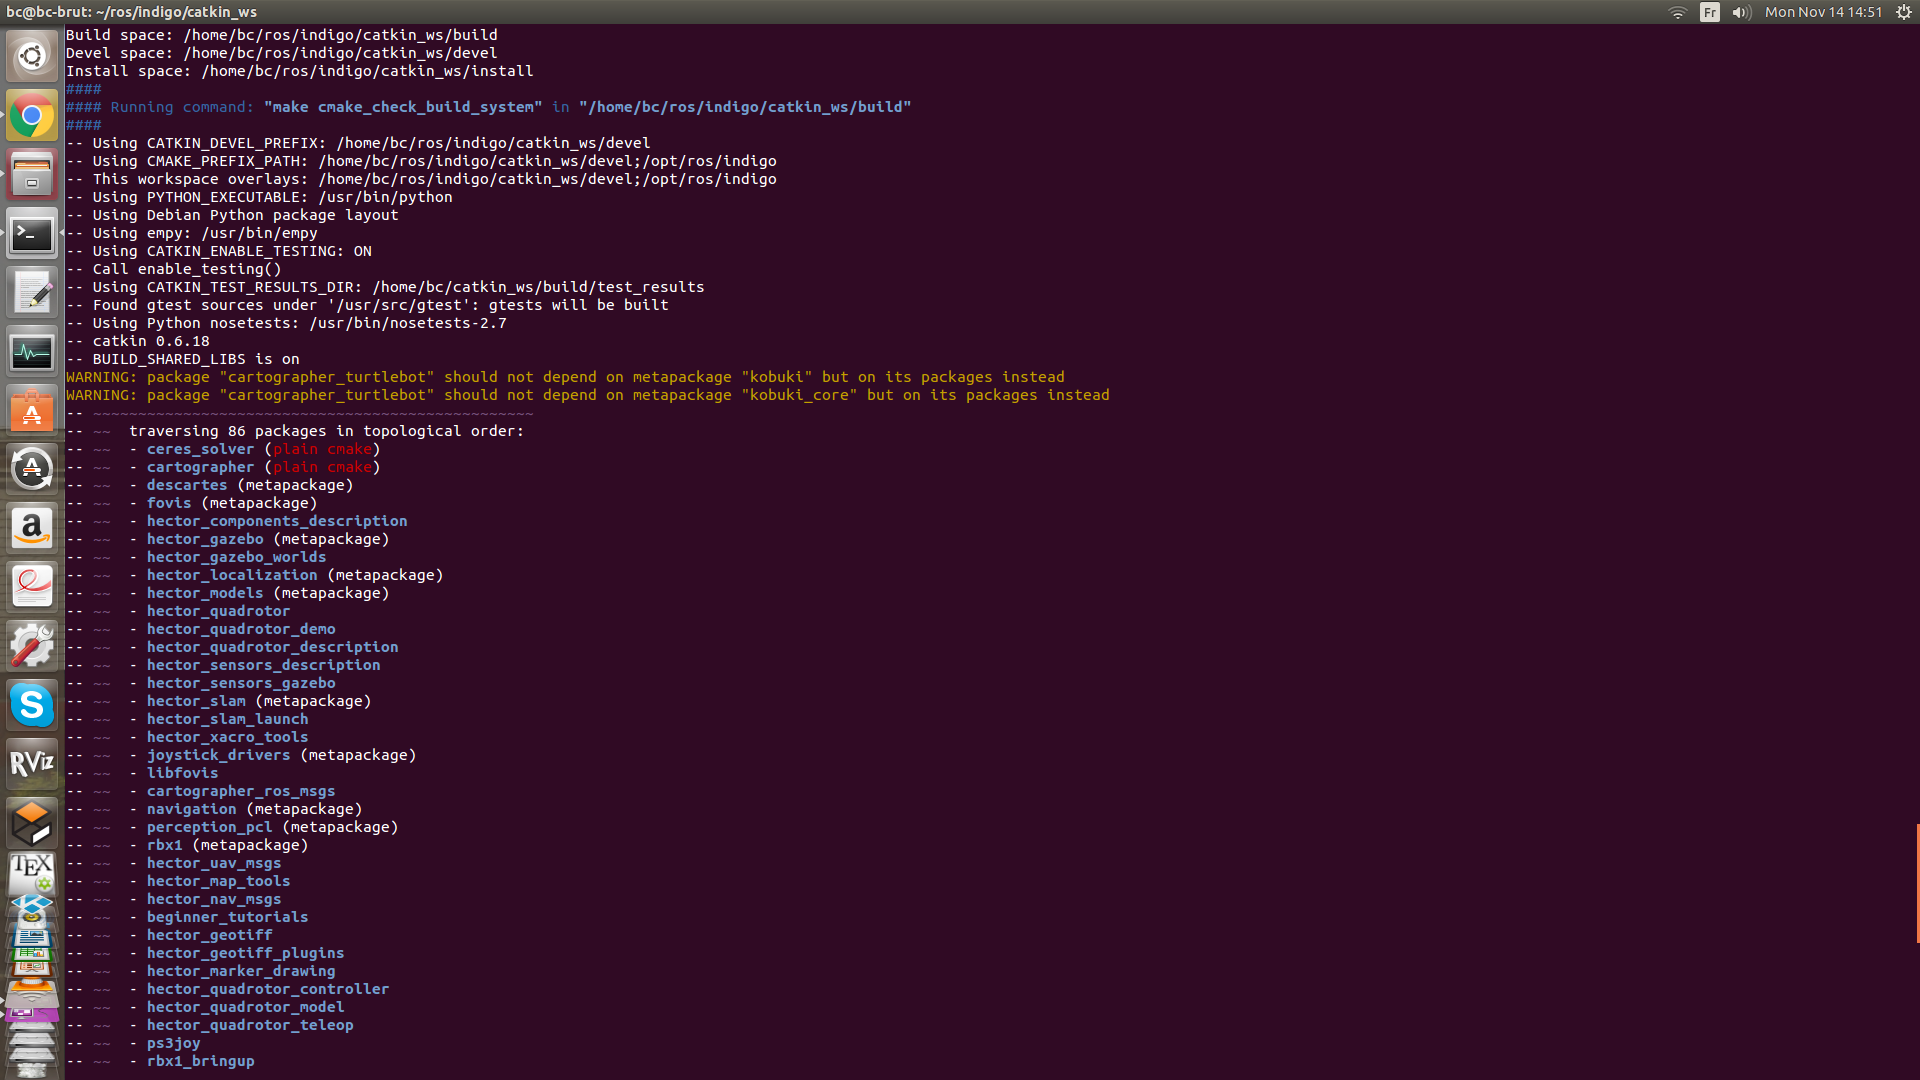 bc@bc-brut: ~/ros/indigo/catkin_ws
Fr
Mon Nov 14 14:51
Build space: /home/bc/ros/indigo/catkin_ws/build
Devel space: /home/bc/ros/indigo/catkin_ws/devel
Install space: /home/bc/ros/indigo/catkin_ws/install
####
#### Running command: "make cmake_check_build_system" in "/home/bc/ros/indigo/catkin_ws/build"
####
-- Using CATKIN_DEVEL_PREFIX: /home/bc/ros/indigo/catkin_ws/devel
-- Using CMAKE_PREFIX_PATH: /home/bc/ros/indigo/catkin_ws/devel;/opt/ros/indigo
-- This workspace overlays: /home/bc/ros/indigo/catkin_ws/devel;/opt/ros/indigo
-- Using PYTHON_EXECUTABLE: /usr/bin/python
-- Using Debian Python package layout
-- Using empy: /usr/bin/empy
-- Using CATKIN_ENABLE_TESTING: ON
-- Call enable_testing()
-- Using CATKIN_TEST_RESULTS_DIR: /home/bc/catkin_ws/build/test_results
-- Found gtest sources under '/usr/src/gtest': gtests will be built
-- Using Python nosetests: /usr/bin/nosetests-2.7
-- catkin 0.6.18
-- BUILD_SHARED_LIBS is on
WARNING: package "cartographer_turtlebot" should not depend on metapackage "kobuki" but on its packages instead
WARNING: package "cartographer_turtlebot" should not depend on metapackage "kobuki_core" but on its packages instead
-- ~~~~~~~~~~~~~~~~~~~~~~~~~~~~~~~~~~~~~~~~~~~~~~~~~
-- ~~  traversing 86 packages in topological order:
-- ~~  - ceres_solver (plain cmake)
-- ~~  - cartographer (plain cmake)
-- ~~  - descartes (metapackage)
-- ~~  - fovis (metapackage)
-- ~~  - hector_components_description
-- ~~  - hector_gazebo (metapackage)
-- ~~  - hector_gazebo_worlds
-- ~~  - hector_localization (metapackage)
-- ~~  - hector_models (metapackage)
-- ~~  - hector_quadrotor
-- ~~  - hector_quadrotor_demo
-- ~~  - hector_quadrotor_description
-- ~~  - hector_sensors_description
-- ~~  - hector_sensors_gazebo
-- ~~  - hector_slam (metapackage)
-- ~~  - hector_slam_launch
-- ~~  - hector_xacro_tools
-- ~~  - joystick_drivers (metapackage)
-- ~~  - libfovis
-- ~~  - cartographer_ros_msgs
-- ~~  - navigation (metapackage)
-- ~~  - perception_pcl (metapackage)
-- ~~  - rbx1 (metapackage)
-- ~~  - hector_uav_msgs
-- ~~  - hector_map_tools
-- ~~  - hector_nav_msgs
-- ~~  - beginner_tutorials
-- ~~  - hector_geotiff
-- ~~  - hector_geotiff_plugins
-- ~~  - hector_marker_drawing
-- ~~  - hector_quadrotor_controller
-- ~~  - hector_quadrotor_model
-- ~~  - hector_quadrotor_teleop
-- ~~  - ps3joy
-- ~~  - rbx1_bringup
RViz
TEX